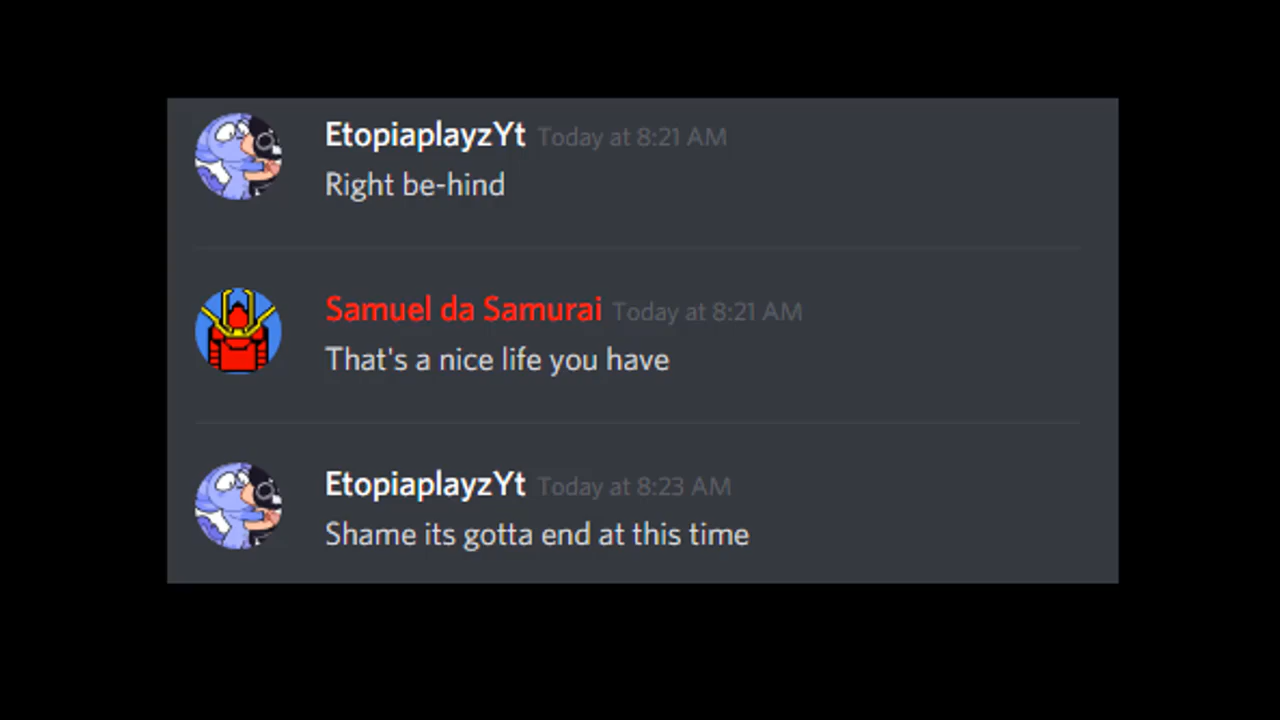 EtopiaplayzYt Today at 8:21 AM
Right be-hind
Samuel da Samurai Today at 8:21 AM
That's a nice life you have
EtopiaplayzYt Today at 8:23 AM
Shame its gotta end at this time